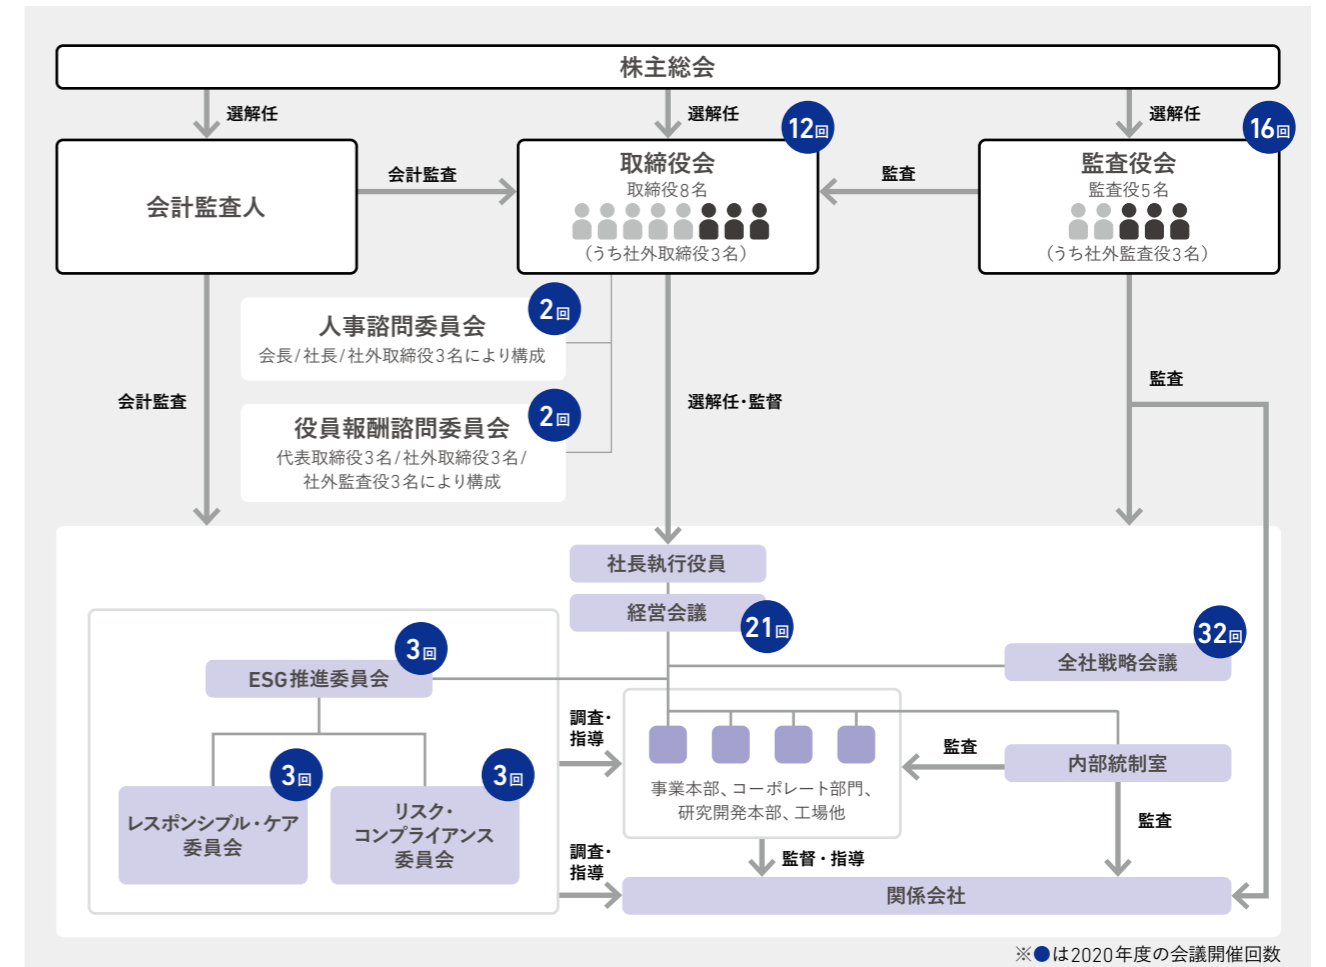 株主総会
選解任
選解任
選解任
12回
16回
会計監査人
会計監査
取締役会
取締役8名
(うち社外取締役3名)
監査
監査役会
監査役5名
(うち社外監査役3名)
2回
人事諮問委員会
会長/社長/社外取締役3名により構成
会計監査
選解任・監督
監査
2回
役員報酬諮問委員会
代表取締役3名/社外取締役3名/
社外監査役3名により構成
社長執行役員
経営会議
21回
32回
全社戦略会議
3回
ESG推進委員会
調査・
指導
監査
内部統制室
3回
レスポンシブル・ケア
委員会
3回
リスク・
コンプライアンス
委員会
事業本部、コーポレート部門、
研究開発本部、工場他
監査
調査・
指導
監督・指導
関係会社
※●は2020年度の会議開催回数